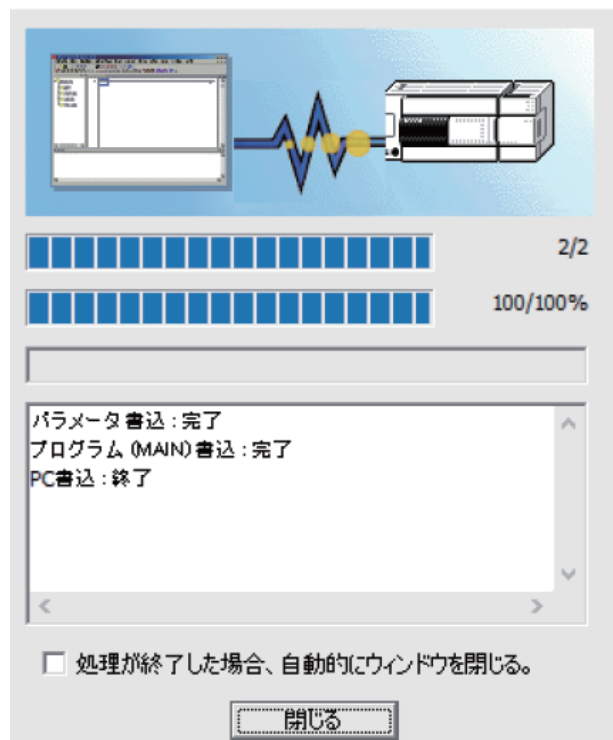 2/2
100/100%
パラメータ書込 : 完了
プログラム (MAIN) 書込 : 完了
PC書込 : 終了
処理が終了した場合、自動的にウィンドウを閉じる。
閉じる